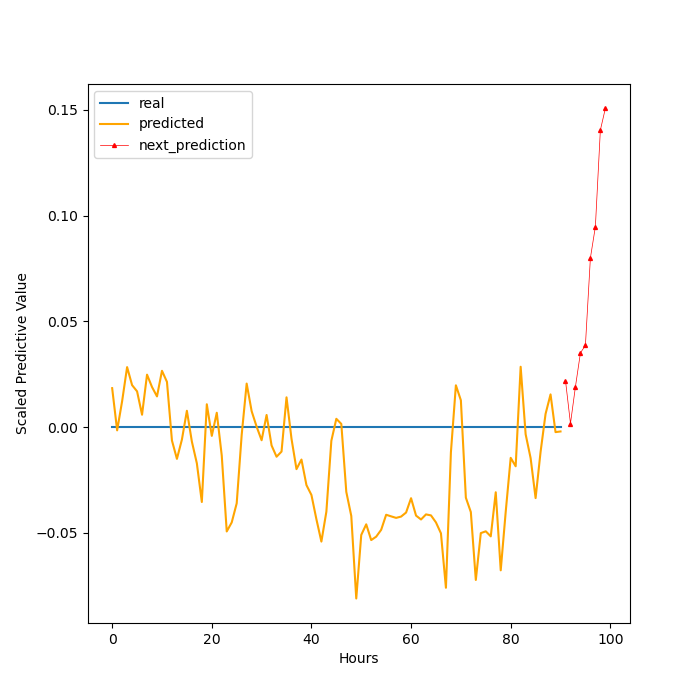 real
predicted
next_prediction
0.15
0.10
0.05
0.00
−0.05
Scaled Predictive Value
0 20 40 60 80 100
Hours